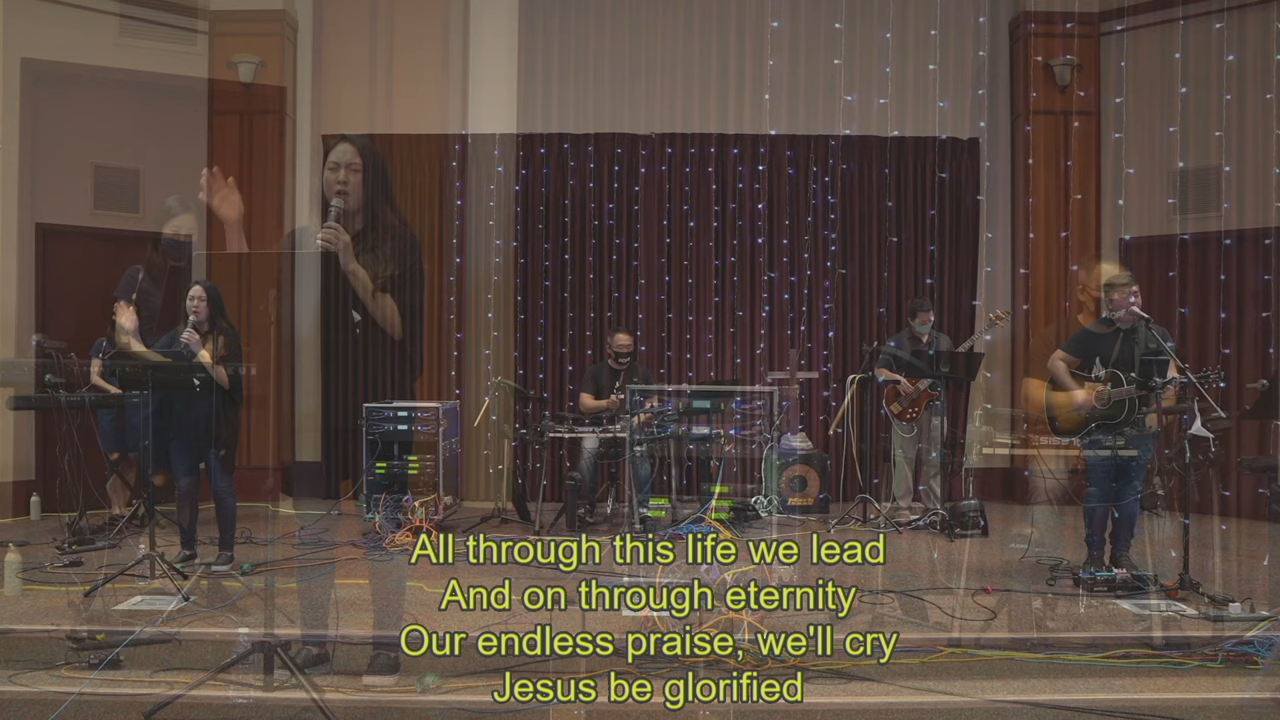 All through this life we lead
And on through eternity
Our endless praise, we'll cry
Jesus be glorified